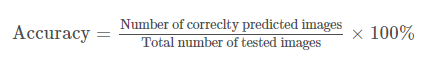 Accuracy = Number of correclty predicted images / Total number of tested images × 100%